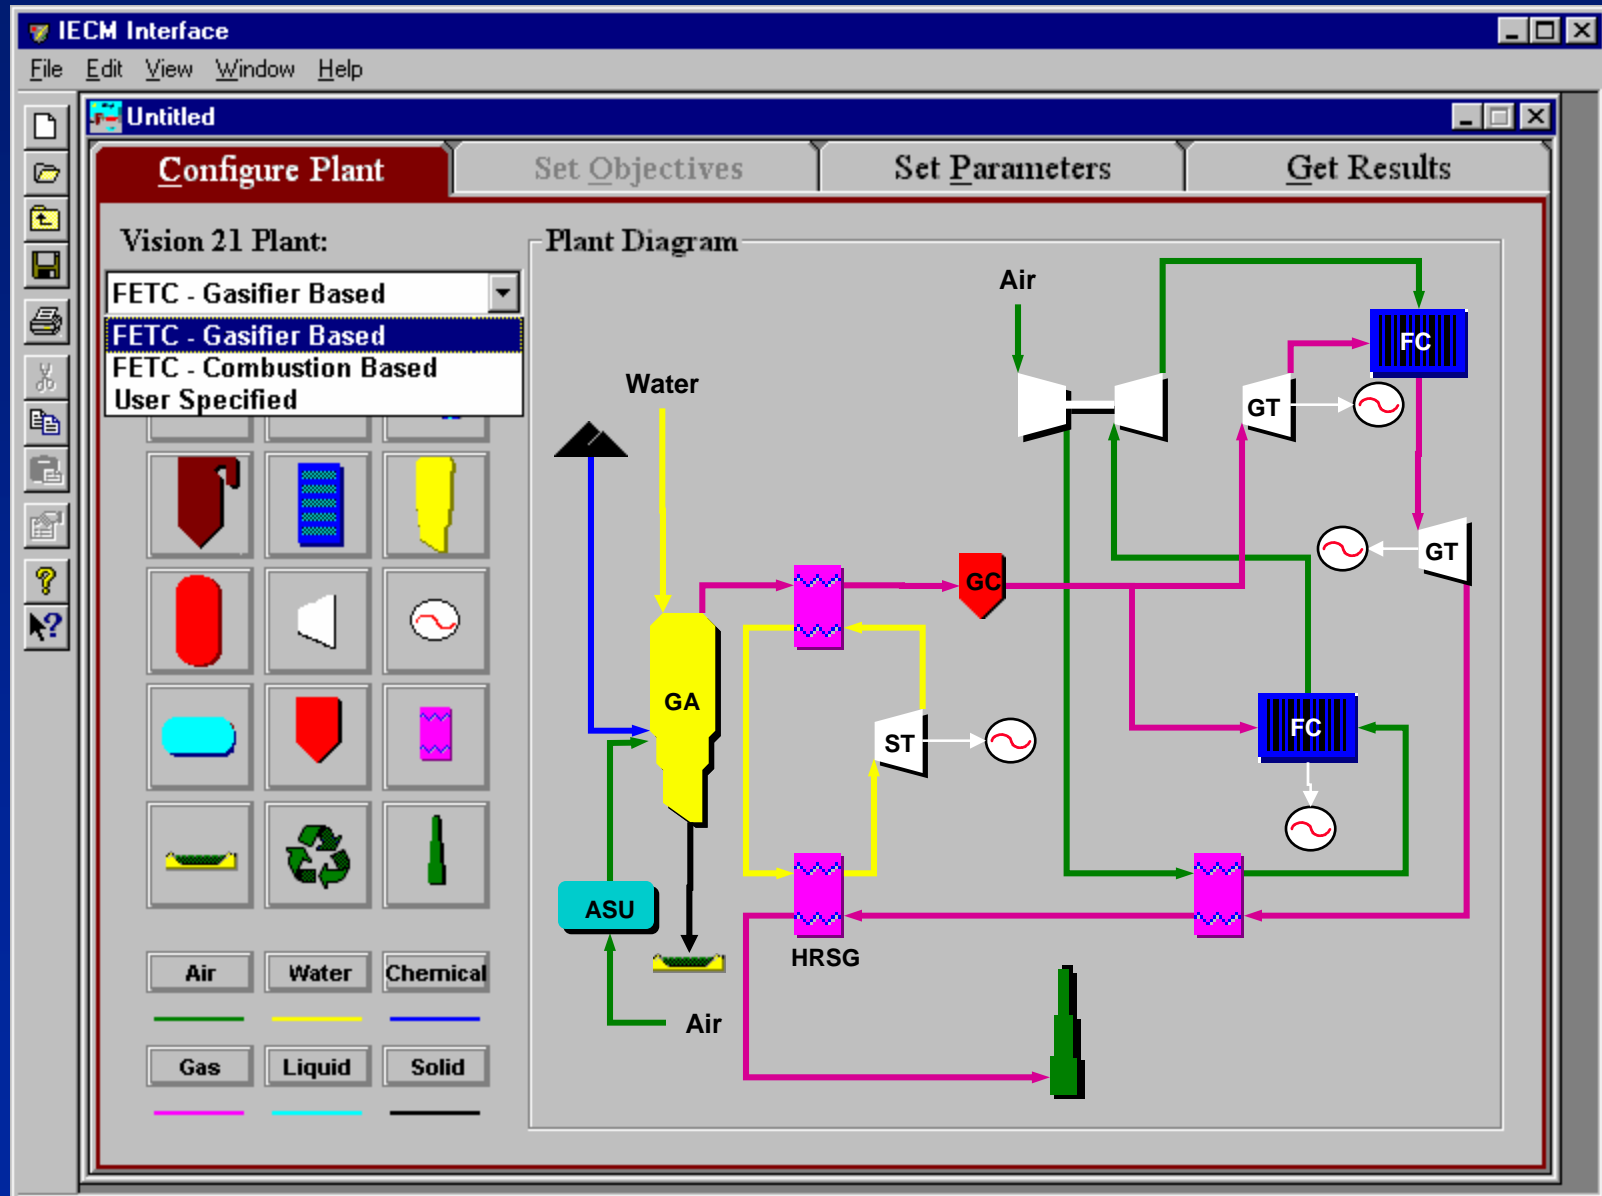 IECM Interface
File Edit View Window Help
Untitled
Configure Plant Set Objectives Set Parameters Get Results
Vision 21 Plant:
FETC - Gasifier Based
FETC - Gasifier Based
FETC - Combustion Based
User Specified
Air Water Chemical
Gas Liquid Solid
Plant Diagram
Air
FC
Water
GT
GT
GC
GA
FC
ST
ASU
HRSG
Air